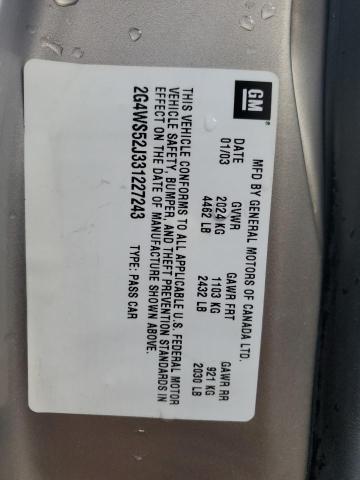 GM
MFD BY GENERAL MOTORS OF CANADA LTD.
DATE GVWR GAWR FRT GAWR RR
01/03 2024 KG 1103 KG 921 KG
4462 LB 2432 LB 2030 LB
THIS VEHICLE CONFORMS TO ALL APPLICABLE U.S. FEDERAL MOTOR
VEHICLE SAFETY, BUMPER, AND THEFT PREVENTION STANDARDS IN
EFFECT ON THE DATE OF MANUFACTURE SHOWN ABOVE.
2G4WS52J331227243 TYPE: PASS CAR